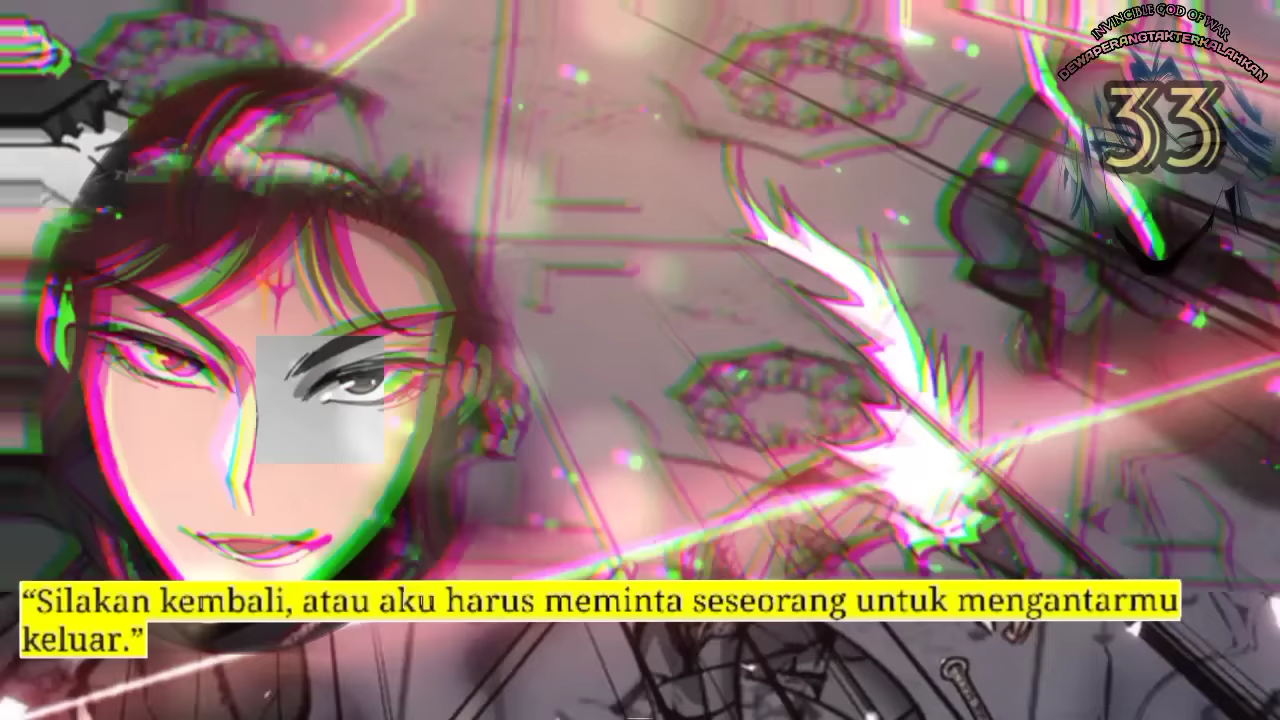 INVINCIBLE GOD OF WAR
DEWAPERANGTAKTERKALAHKAN
33
“Silakan kembali, atau aku harus meminta seseorang untuk mengantarmu
keluar.”